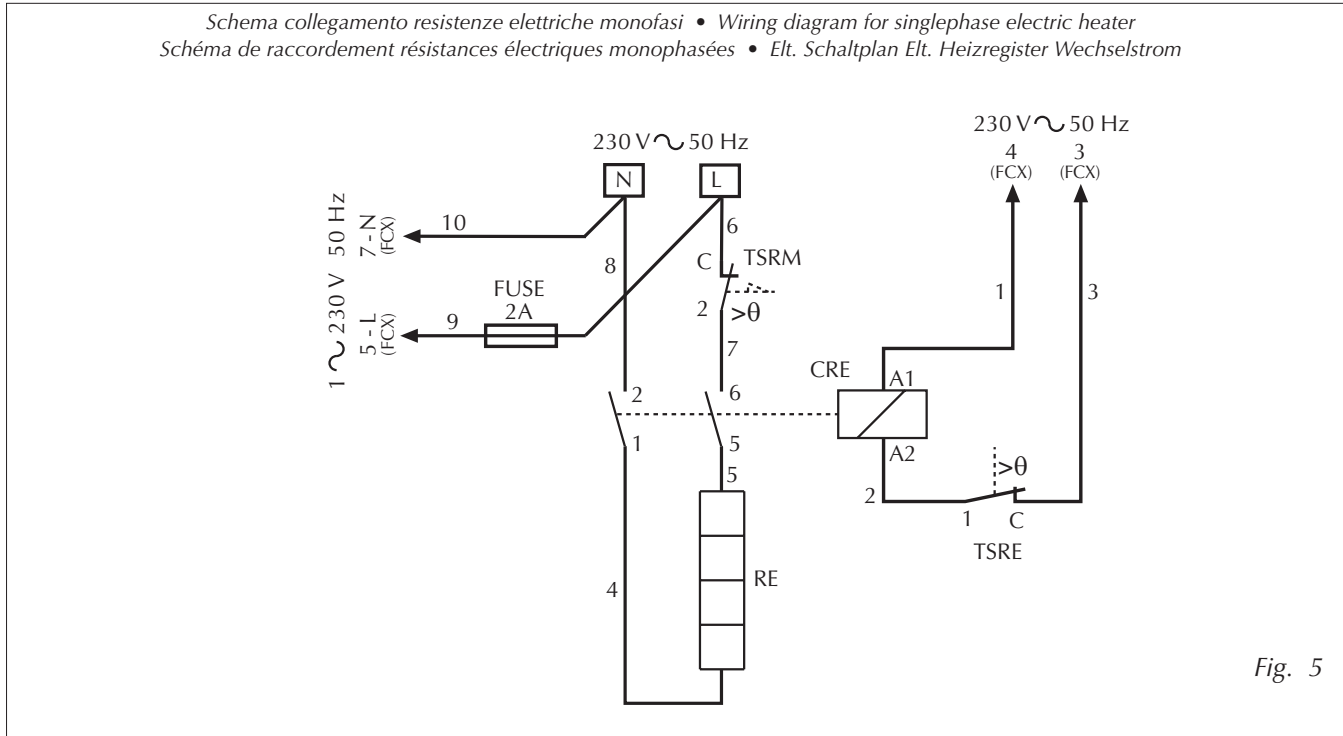 Schema collegamento resistenze elettriche monofasi • Wiring diagram for singlephase electric heater
Schéma de raccordement résistances électriques monophasées • Elt. Schaltplan Elt. Heizregister Wechselstrom
230 V 50 Hz
N
L
230 V 50 Hz
4
(FCX)
3
(FCX)
1 230 V 50 Hz
7 - N
(FCX)
5 - L
(FCX)
10
9
FUSE
2A
8
6
C
TSRM
2
>θ
7
2
1
6
5
5
4
RE
CRE
A1
A2
1
3
2
>θ
1
C
TSRE
Fig. 5